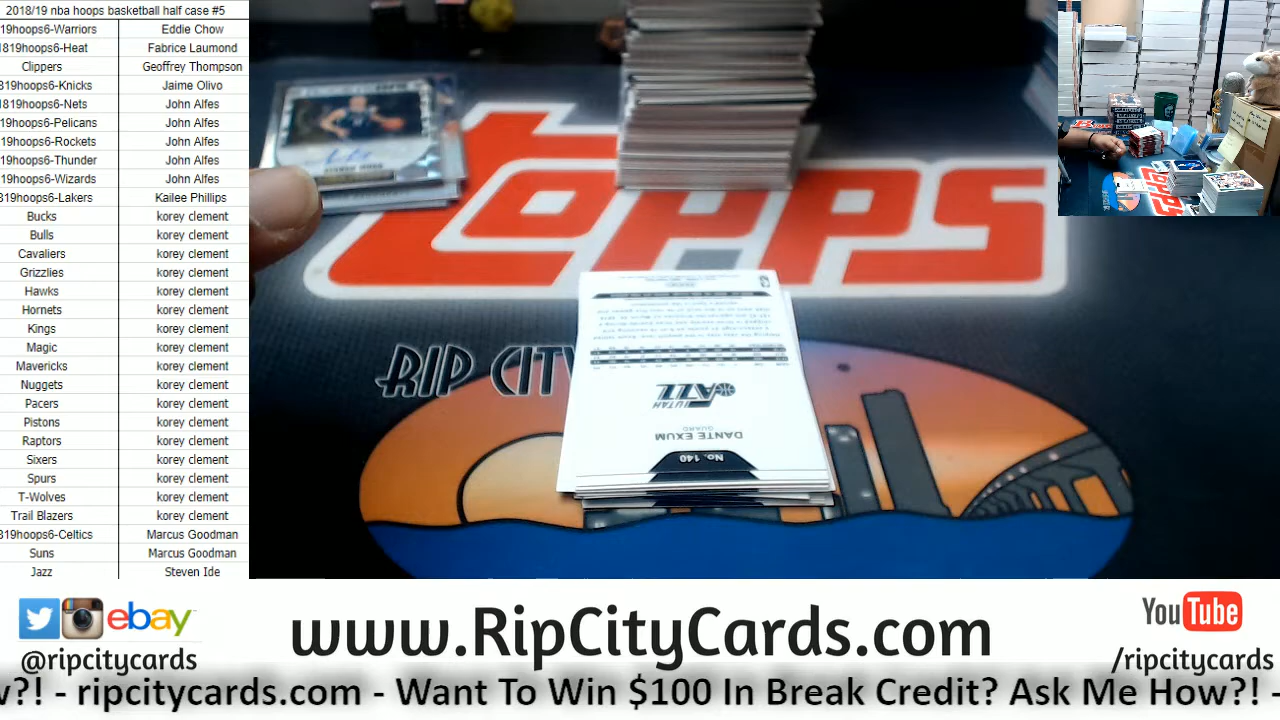 2018/19 nba hoops basketball half case #5
19hoops6-Warriors Eddie Chow
1819hoops6-Heat Fabrice Laumond
Clippers Geoffrey Thompson
819hoops6-Knicks Jaime Olivo
1819hoops6-Nets John Alfes
19hoops6-Pelicans John Alfes
19hoops6-Rockets John Alfes
19hoops6-Thunder John Alfes
19hoops6-Wizards John Alfes
819hoops6-Lakers Kailee Phillips
Bucks korey clement
Bulls korey clement
Cavaliers korey clement
Grizzlies korey clement
Hawks korey clement
Hornets korey clement
Kings korey clement
Magic korey clement
Mavericks korey clement
Nuggets korey clement
Pacers korey clement
Pistons korey clement
Raptors korey clement
Sixers korey clement
Spurs korey clement
T-Wolves korey clement
Trail Blazers korey clement
819hoops6-Celtics Marcus Goodman
Suns Marcus Goodman
Jazz Steven Ide
TOPPS
RIP CITY
No. 140
DANTE EXUM
GUARD
UTAH JAZZ
ebay
@ripcitycards
www.RipCityCards.com
YouTube
/ripcitycards
w?! - ripcitycards.com - Want To Win $100 In Break Credit? Ask Me How?! -